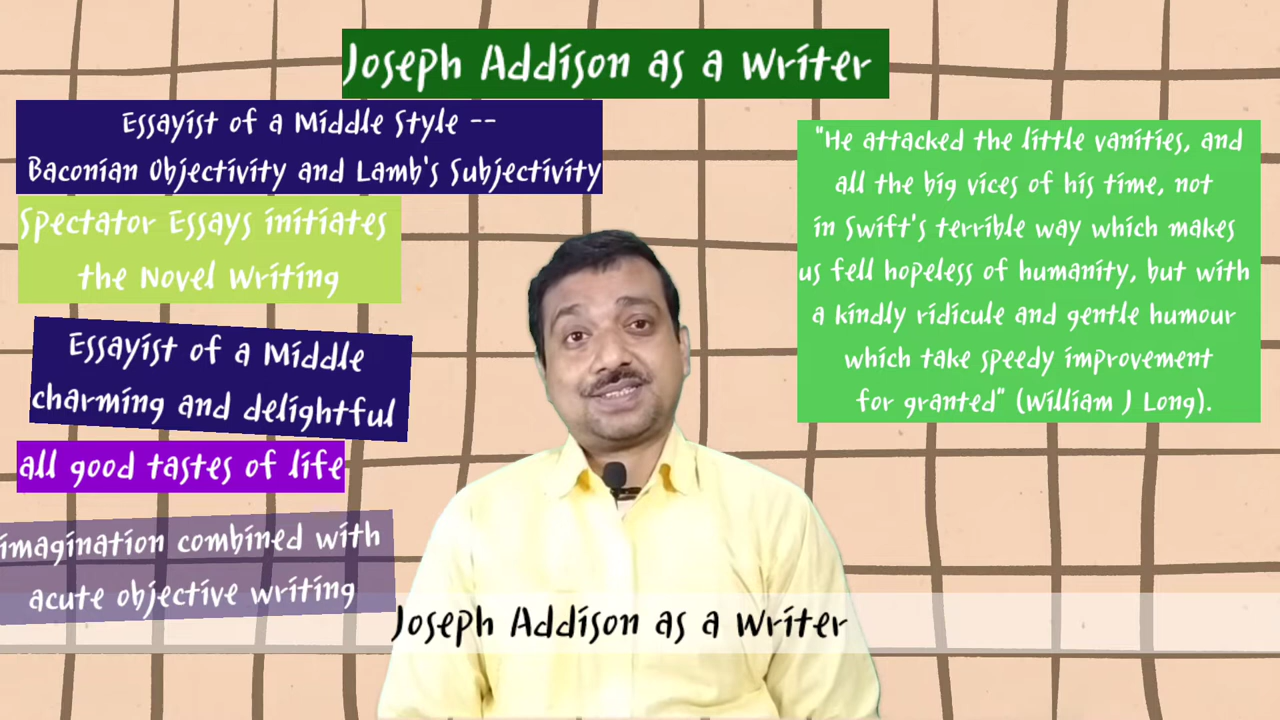 Joseph Addison as a Writer
Essayist of a Middle Style --
Baconian Objectivity and Lamb's Subjectivity
Spectator Essays initiates
the Novel Writing
Essayist of a Middle
charming and delightful
all good tastes of life
imagination combined with
acute objective writing
"He attacked the little vanities, and
all the big vices of his time, not
in Swift's terrible way which makes
us fell hopeless of humanity, but with
a kindly ridicule and gentle humour
which take speedy improvement
for granted" (William J Long).
Joseph Addison as a Writer